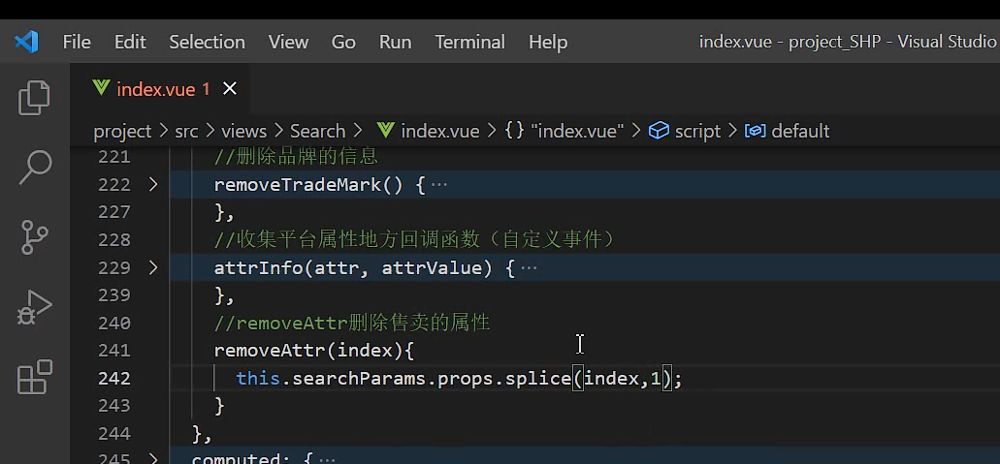 File Edit Selection View Go Run Terminal Help index.vue - project_SHP - Visual Studio
index.vue 1
project > src > views > Search > index.vue > {} "index.vue" > script > default
221 //删除品牌的信息
222 removeTradeMark() {···
227 },
228 //收集平台属性地方回调函数（自定义事件）
229 attrInfo(attr, attrValue) {···
239 },
240 //removeAttr删除售卖的属性
241 removeAttr(index){
242 this.searchParams.props.splice(index,1);
243 }
244 },
245 computed: {···